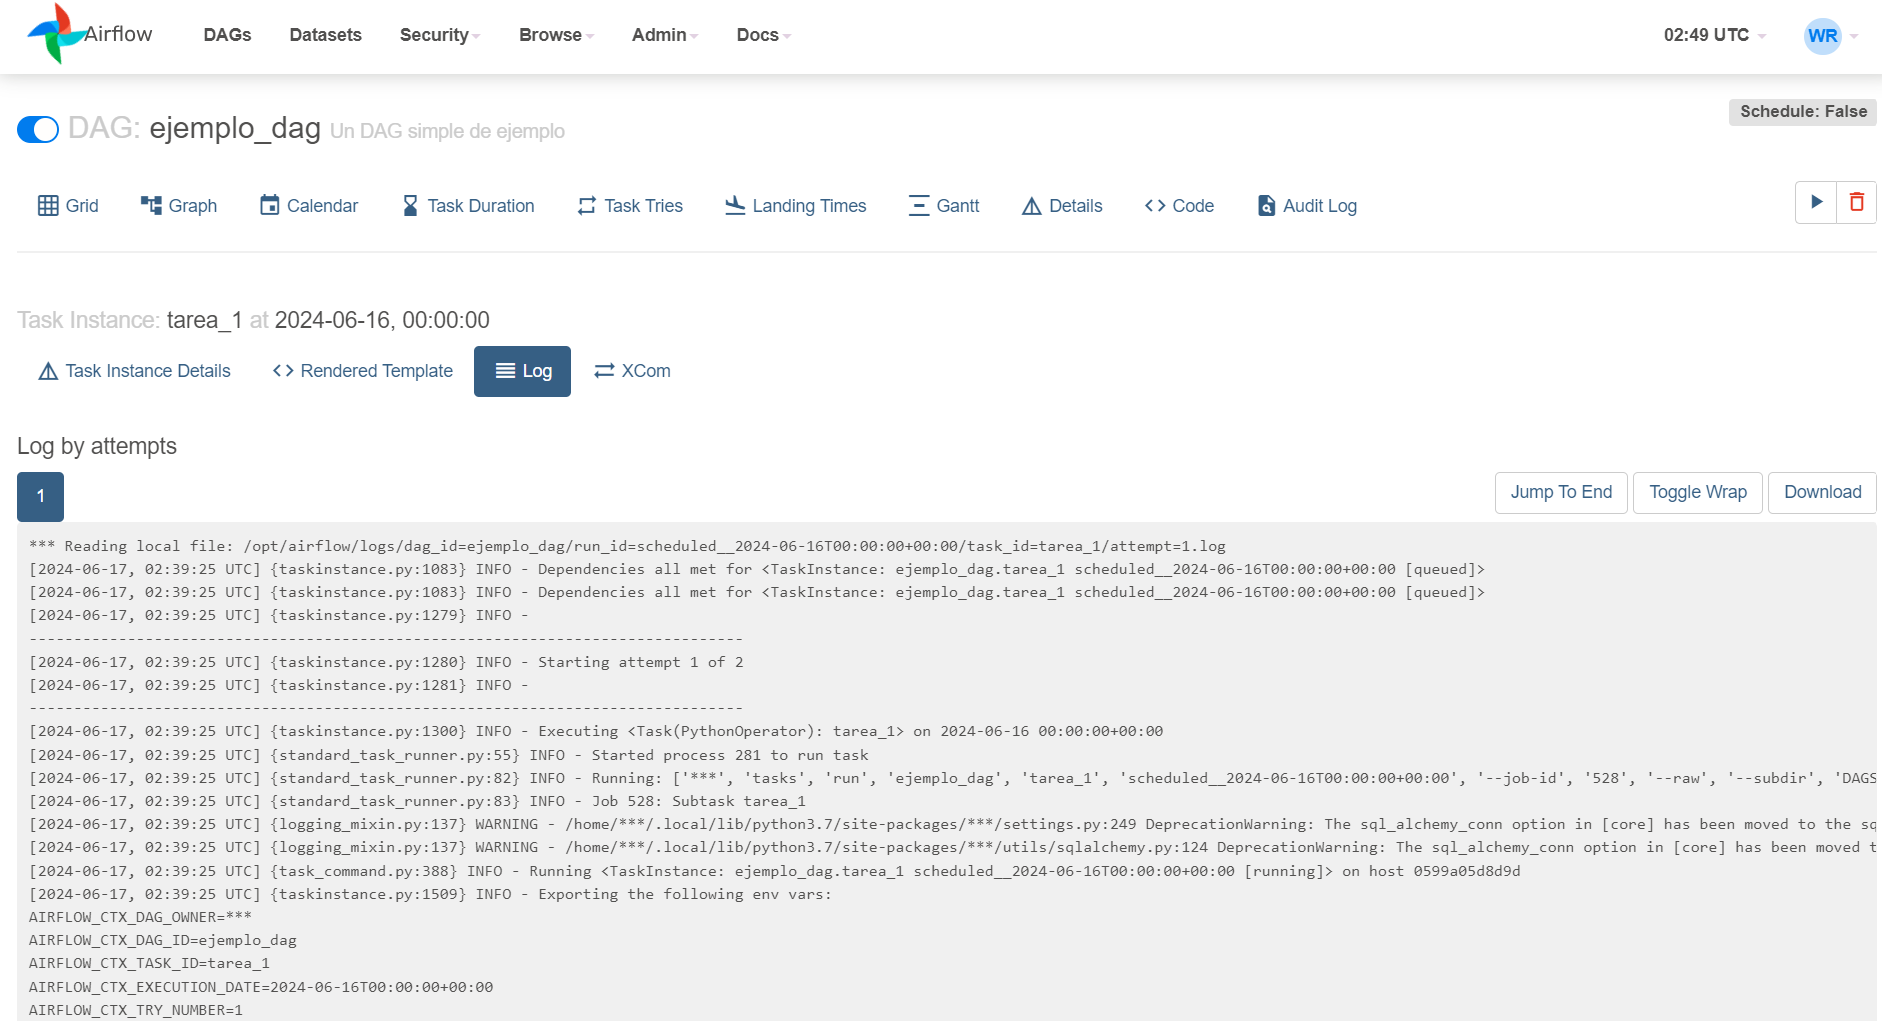 Airflow DAGs Datasets Security Browse Admin Docs 02:49 UTC WR
Schedule: False
DAG: ejemplo_dag Un DAG simple de ejemplo
Grid Graph Calendar Task Duration Task Tries Landing Times Gantt Details Code Audit Log
Task Instance: tarea_1 at 2024-06-16, 00:00:00
Task Instance Details Rendered Template Log XCom
Log by attempts
1 Jump To End Toggle Wrap Download
*** Reading local file: /opt/airflow/logs/dag_id=ejemplo_dag/run_id=scheduled__2024-06-16T00:00:00+00:00/task_id=tarea_1/attempt=1.log
[2024-06-17, 02:39:25 UTC] {taskinstance.py:1083} INFO - Dependencies all met for <TaskInstance: ejemplo_dag.tarea_1 scheduled__2024-06-16T00:00:00+00:00 [queued]>
[2024-06-17, 02:39:25 UTC] {taskinstance.py:1083} INFO - Dependencies all met for <TaskInstance: ejemplo_dag.tarea_1 scheduled__2024-06-16T00:00:00+00:00 [queued]>
[2024-06-17, 02:39:25 UTC] {taskinstance.py:1279} INFO -
--------------------------------------------------------------------------------
[2024-06-17, 02:39:25 UTC] {taskinstance.py:1280} INFO - Starting attempt 1 of 2
[2024-06-17, 02:39:25 UTC] {taskinstance.py:1281} INFO -
--------------------------------------------------------------------------------
[2024-06-17, 02:39:25 UTC] {taskinstance.py:1300} INFO - Executing <Task(PythonOperator): tarea_1> on 2024-06-16 00:00:00+00:00
[2024-06-17, 02:39:25 UTC] {standard_task_runner.py:55} INFO - Started process 281 to run task
[2024-06-17, 02:39:25 UTC] {standard_task_runner.py:82} INFO - Running: ['***', 'tasks', 'run', 'ejemplo_dag', 'tarea_1', 'scheduled__2024-06-16T00:00:00+00:00', '--job-id', '528', '--raw', '--subdir', 'DAGS
[2024-06-17, 02:39:25 UTC] {standard_task_runner.py:83} INFO - Job 528: Subtask tarea_1
[2024-06-17, 02:39:25 UTC] {logging_mixin.py:137} WARNING - /home/***/.local/lib/python3.7/site-packages/***/settings.py:249 DeprecationWarning: The sql_alchemy_conn option in [core] has been moved to the sq
[2024-06-17, 02:39:25 UTC] {logging_mixin.py:137} WARNING - /home/***/.local/lib/python3.7/site-packages/***/utils/sqlalchemy.py:124 DeprecationWarning: The sql_alchemy_conn option in [core] has been moved t
[2024-06-17, 02:39:25 UTC] {task_command.py:388} INFO - Running <TaskInstance: ejemplo_dag.tarea_1 scheduled__2024-06-16T00:00:00+00:00 [running]> on host 0599a05d8d9d
[2024-06-17, 02:39:25 UTC] {taskinstance.py:1509} INFO - Exporting the following env vars:
AIRFLOW_CTX_DAG_OWNER=***
AIRFLOW_CTX_DAG_ID=ejemplo_dag
AIRFLOW_CTX_TASK_ID=tarea_1
AIRFLOW_CTX_EXECUTION_DATE=2024-06-16T00:00:00+00:00
AIRFLOW_CTX_TRY_NUMBER=1